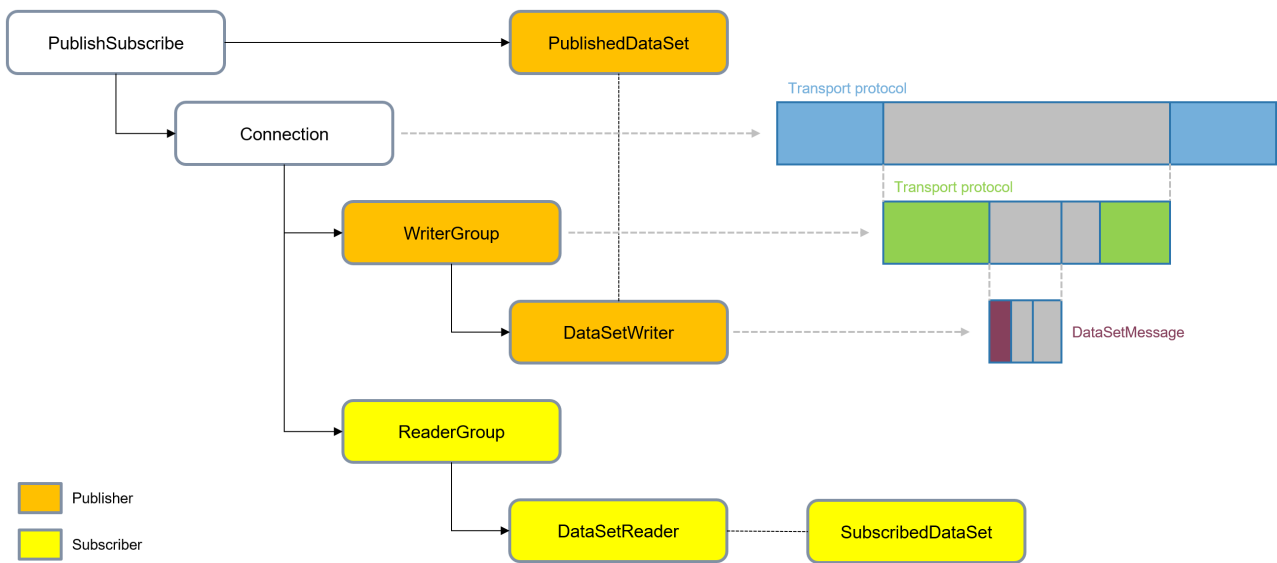 PublishSubscribe
PublishedDataSet
Transport protocol
Connection
Transport protocol
WriterGroup
DataSetWriter
DataSetMessage
ReaderGroup
Publisher
DataSetReader
SubscribedDataSet
Subscriber